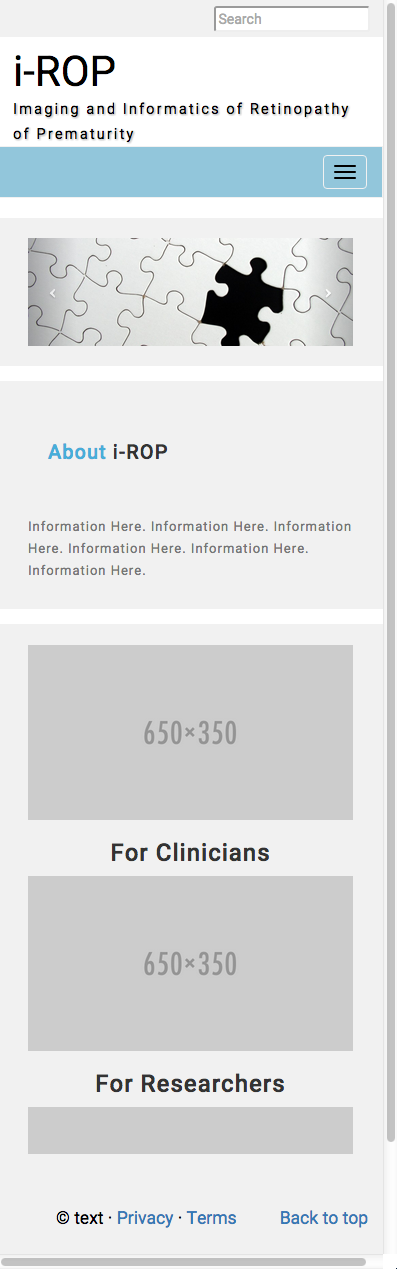 Search
i-ROP
Imaging and Informatics of Retinopathy
of Prematurity
About i-ROP
Information Here. Information Here. Information
Here. Information Here. Information Here.
Information Here.
650×350
For Clinicians
650×350
For Researchers
© text · Privacy · Terms Back to top